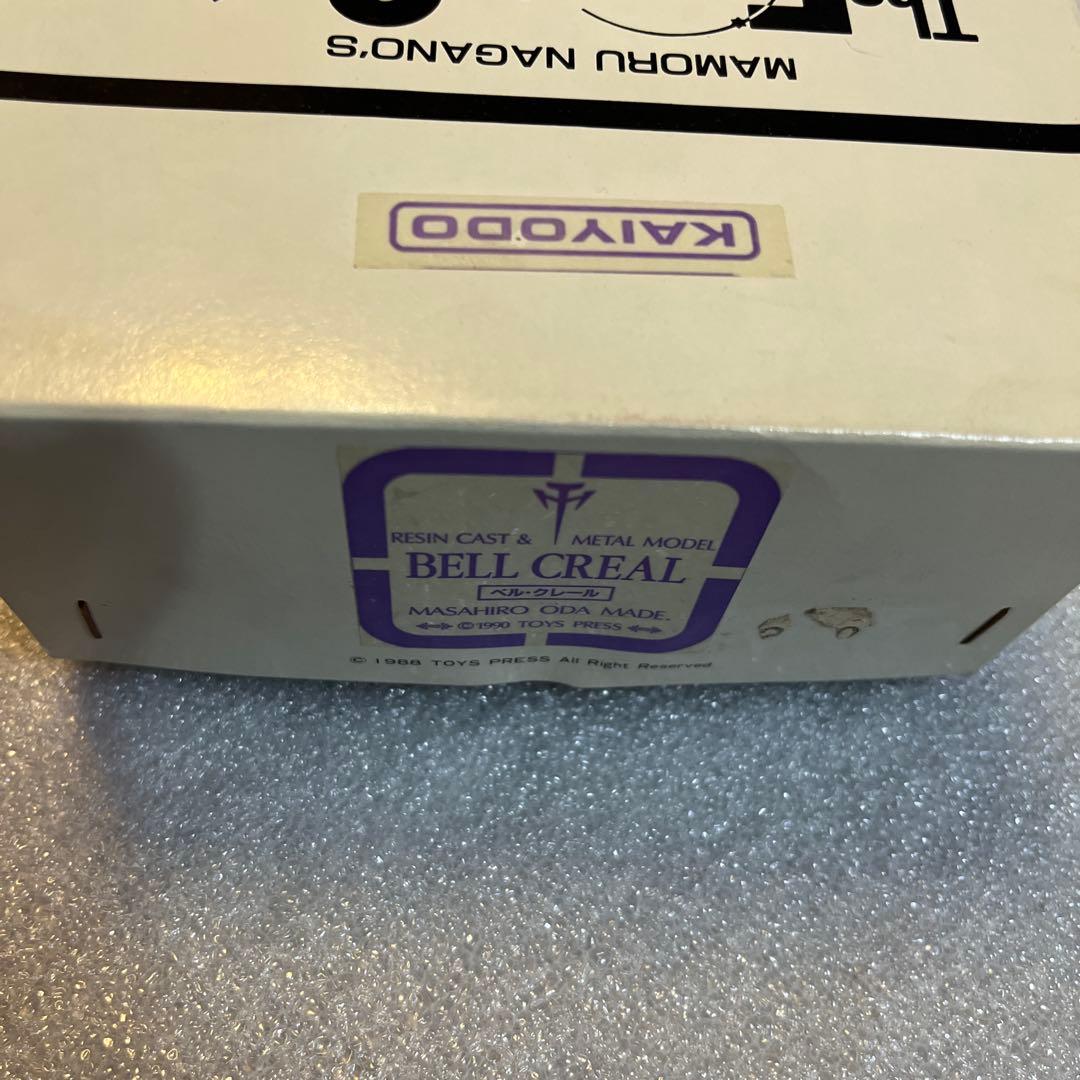 The
MAMORU NAGANO'S
KAIYODO
RESIN CAST & METAL MODEL
BELL CREAL
ベル・クレール
MASAHIRO ODA MADE.
©1990 TOYS PRESS
© 1988 TOYS PRESS All Right Reserved